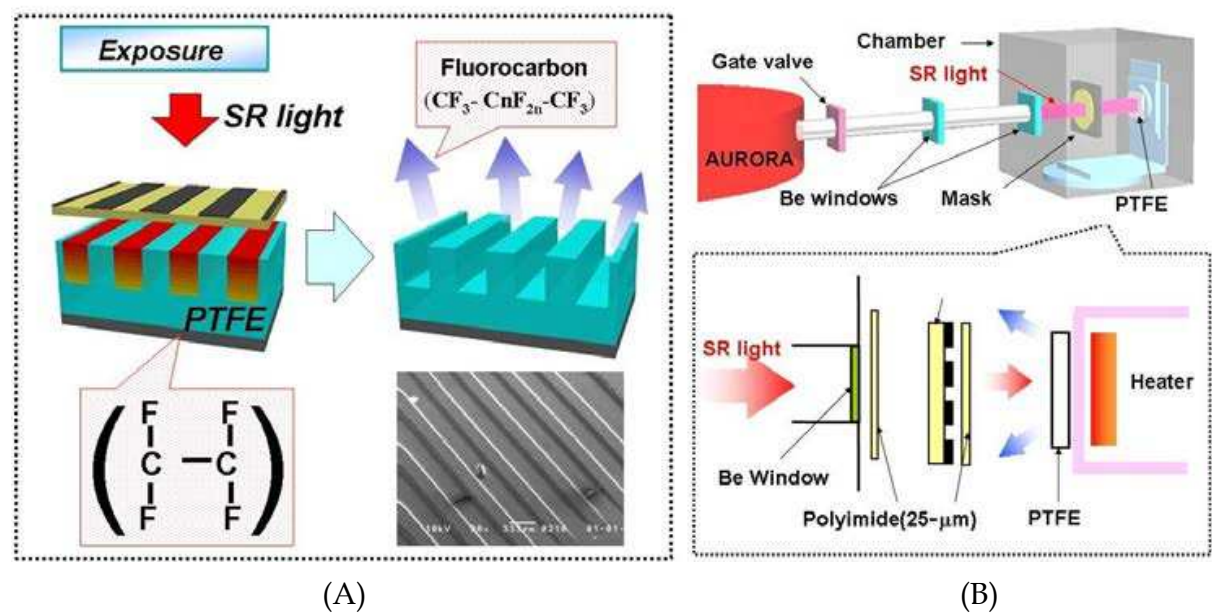 Exposure
SR light
Fluorocarbon
(CF3- CnF2n-CF3)
PTFE
F F
C – C
F F
(A)
Chamber
Gate valve
SR light
AURORA
Be windows
Mask
PTFE
SR light
Heater
Be Window
Polyimide(25-μm)
PTFE
(B)